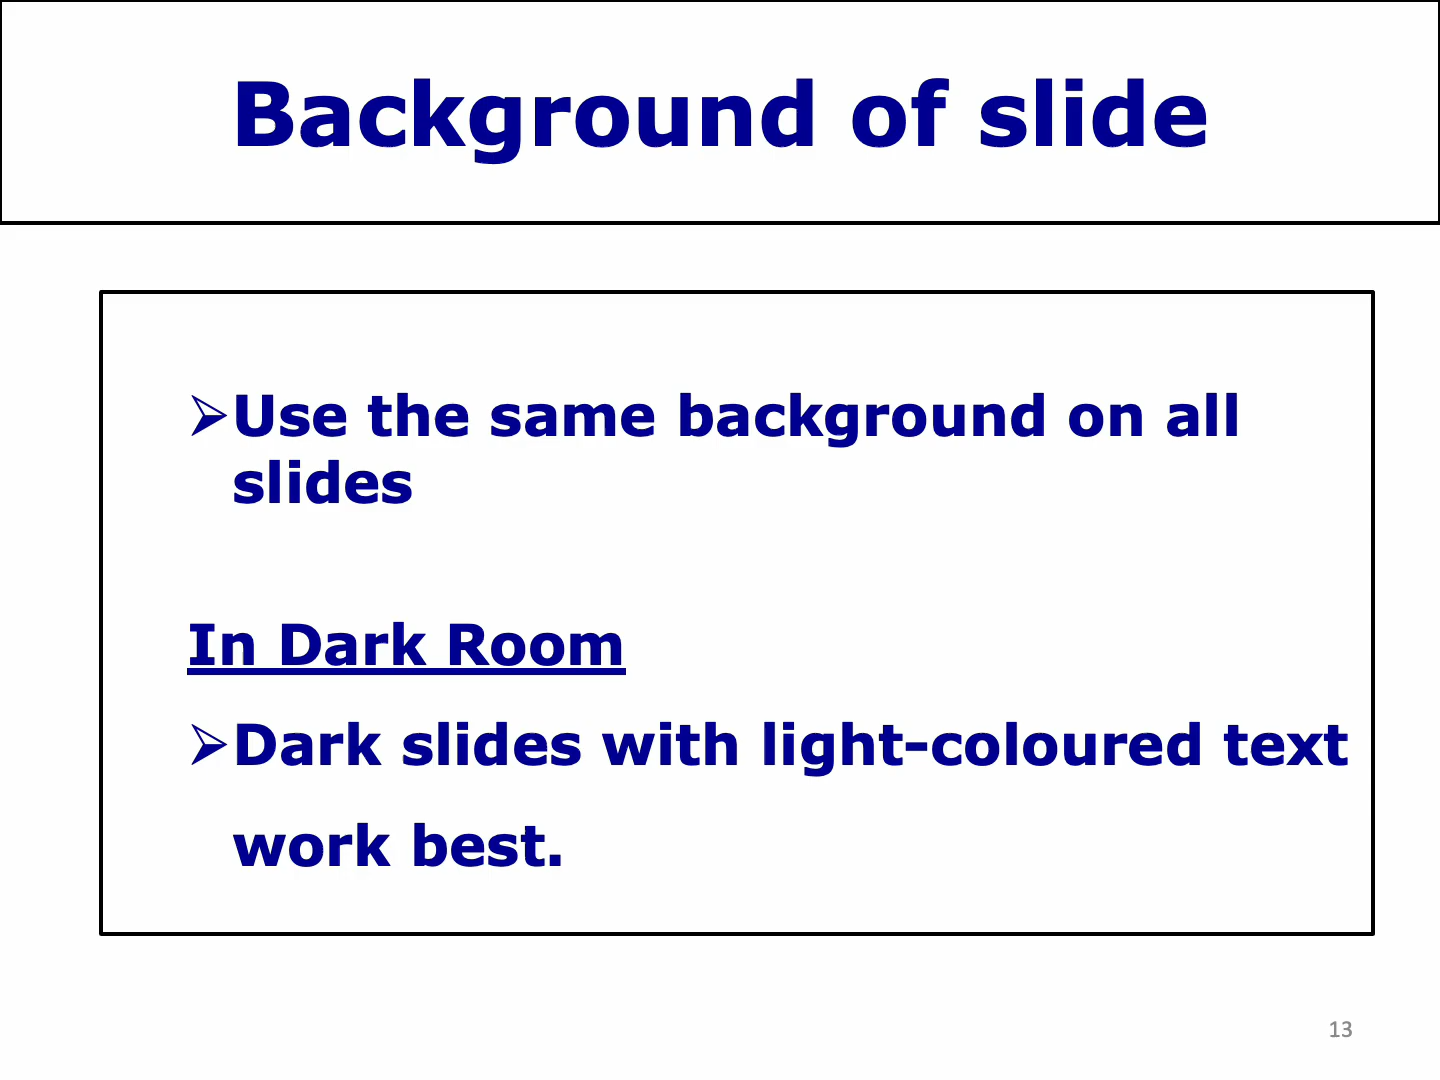 Background of slide
➢Use the same background on all
slides
In Dark Room
➢Dark slides with light-coloured text
work best.
13